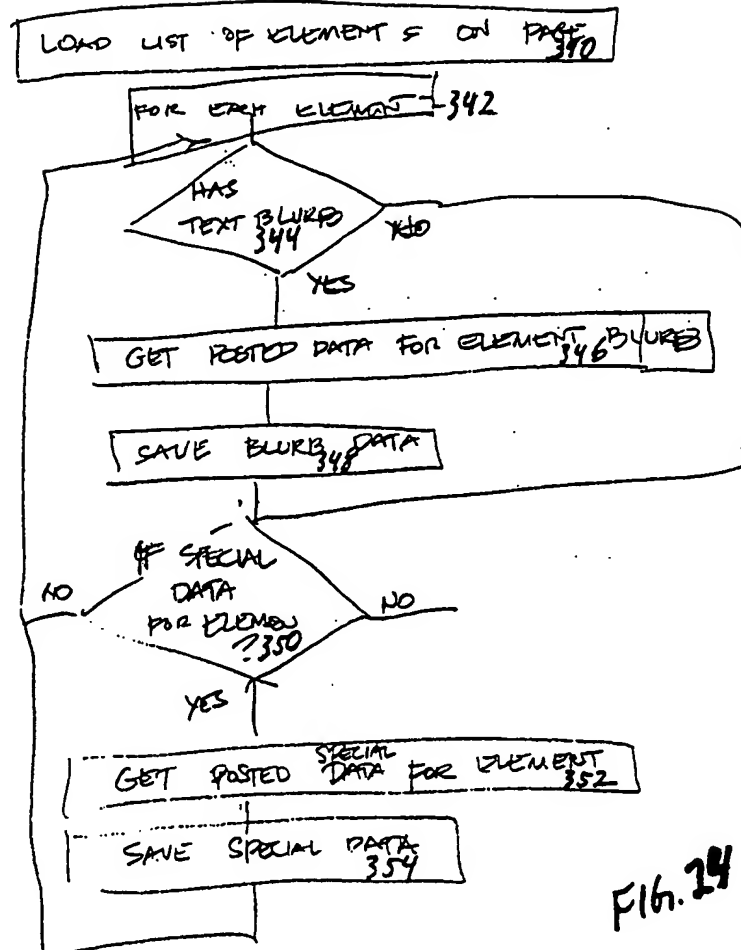 LOAD LIST OF ELEMENTS ON PAGE
340
FOR EACH ELEMENT 342
HAS
TEXT BLURB
344
NO
YES
GET POSTED DATA FOR ELEMENT BLURB
346
SAVE BLURB DATA
348
IF SPECIAL
DATA
FOR ELEMEN
? 350
NO
NO
YES
GET POSTED SPECIAL DATA FOR ELEMENT
352
SAVE SPECIAL DATA
354
FIG. 24